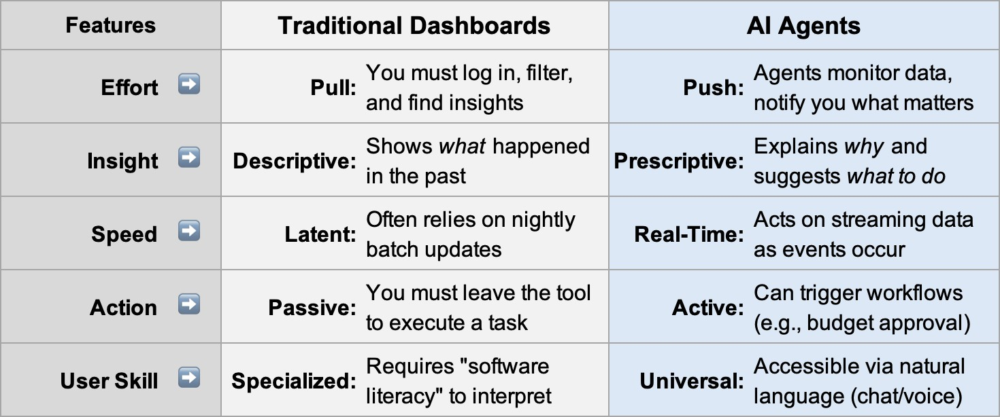 Features Traditional Dashboards AI Agents
Effort ➡ Pull: You must log in, filter, Push: Agents monitor data,
and find insights notify you what matters
Insight ➡ Descriptive: Shows what happened Prescriptive: Explains why and
in the past suggests what to do
Speed ➡ Latent: Often relies on nightly Real-Time: Acts on streaming data
batch updates as events occur
Action ➡ Passive: You must leave the tool Active: Can trigger workflows
to execute a task (e.g., budget approval)
User Skill ➡ Specialized: Requires "software Universal: Accessible via natural
literacy" to interpret language (chat/voice)